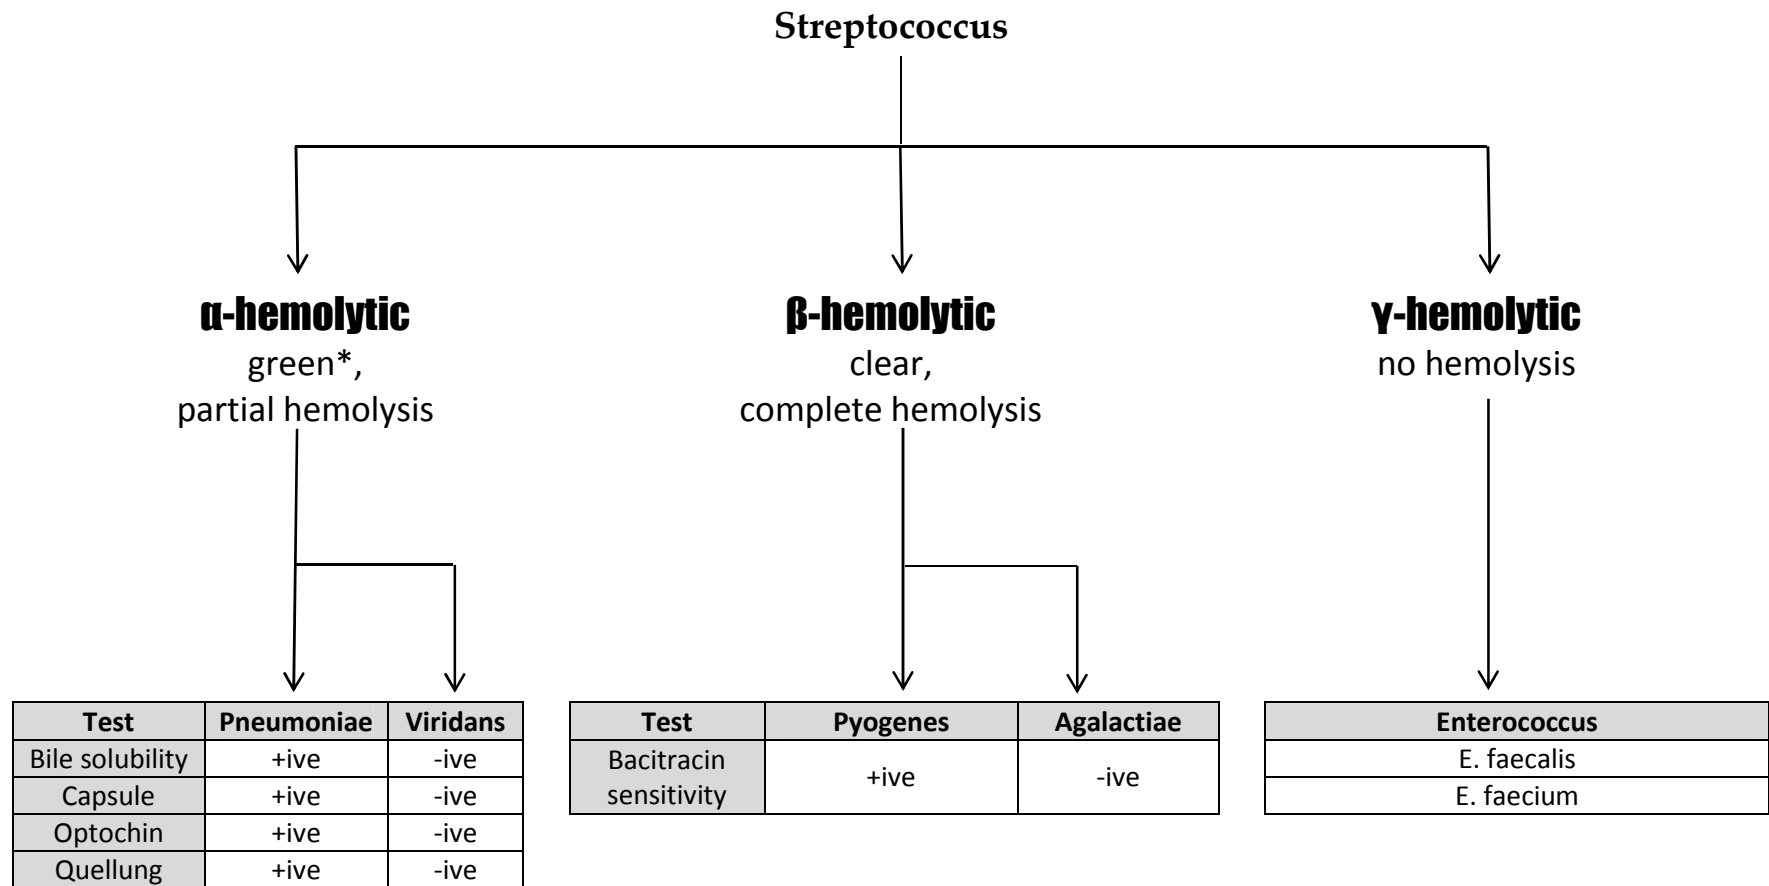 Streptococcus
α-hemolytic
green*,
partial hemolysis
β-hemolytic
clear,
complete hemolysis
γ-hemolytic
no hemolysis
Test Pneumoniae Viridans
Bile solubility +ive -ive
Capsule +ive -ive
Optochin +ive -ive
Quellung +ive -ive
Test Pyogenes Agalactiae
Bacitracin
sensitivity +ive -ive
Enterococcus
E. faecalis
E. faecium